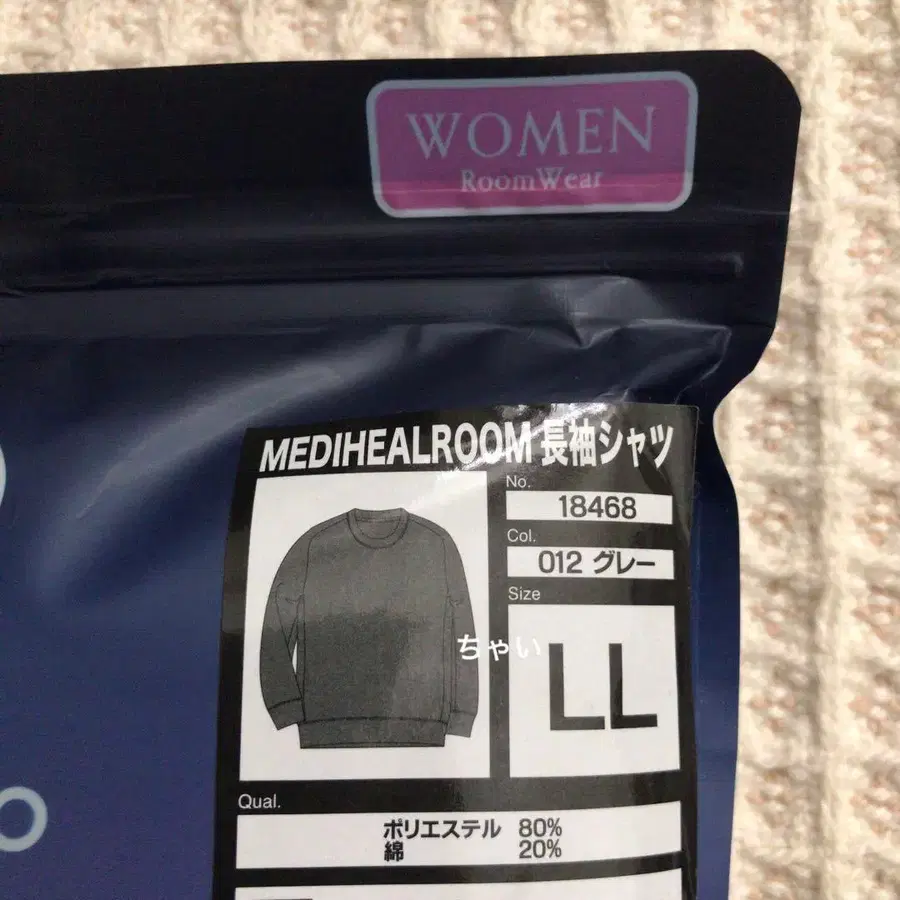 WOMEN
RoomWear
MEDIHEALROOM 長袖シャツ
No.
18468
Col.
012 グレー
Size
LL
ちゃい
Qual.
ポリエステル 80%
綿 20%